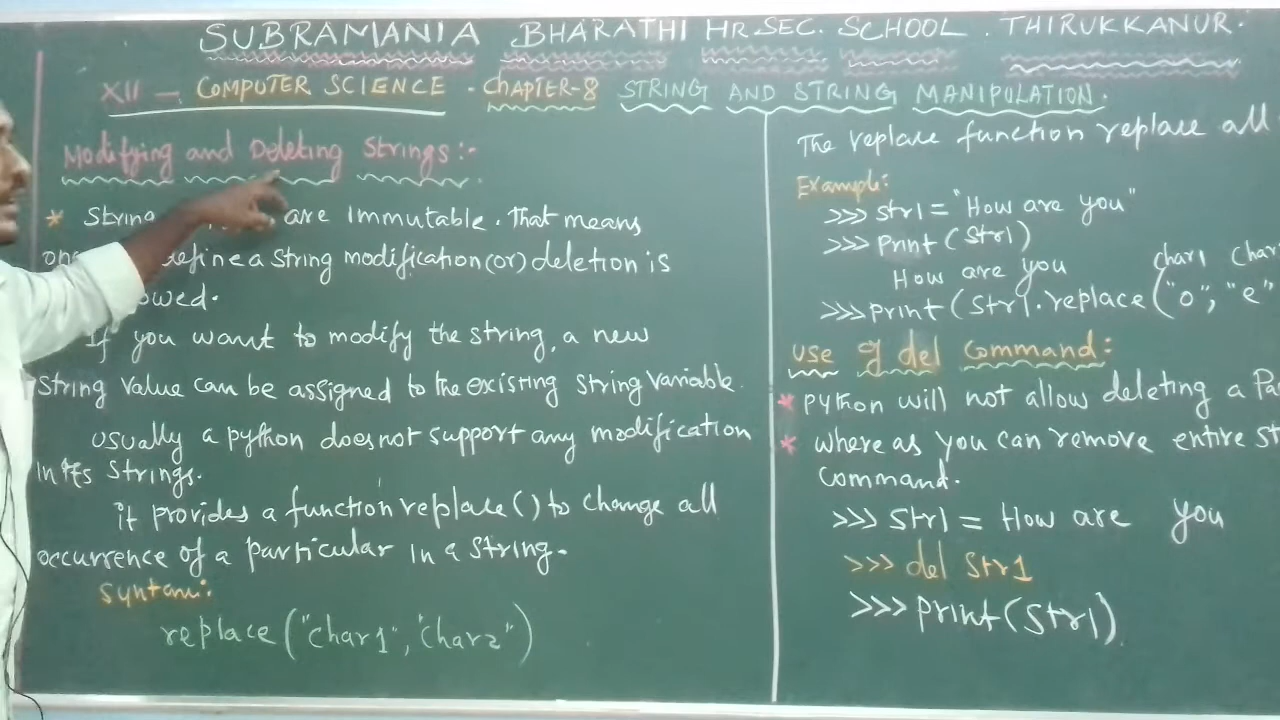 SUBRAMANIA BHARATHI HR.SEC. SCHOOL . THIRUKKANUR.
XII - COMPUTER SCIENCE - CHAPTER-8 STRING AND STRING MANIPULATION.
Modifying and Deleting Strings:-
* are Immutable. That means
a String modification (or) deletion is
If you want to modify the string, a new
String value can be assigned to the existing string variable.
usually a python does not support any modification
in its strings.
it provides a function replace() to change all
occurrence of a particular in a string.
Syntax:
replace("char1", "char2")
The replace function replace all
Example:
>>> str1 = "How are you"
>>> Print (Str1)
How are you
char1
>>> print (Str1.replace ("o", "e"
use of del command:
* python will not allow deleting a
* where as you can remove entire
command.
>>> str1 = How are you
>>> del Str1
>>> print(Str1)